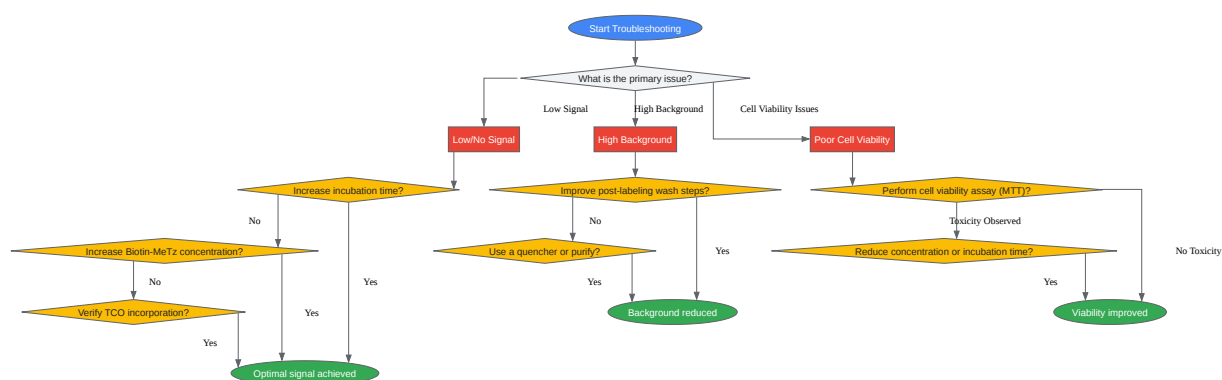 Start Troubleshooting
What is the primary issue?
Low Signal
High Background
Cell Viability Issues
Low/No Signal
High Background
Poor Cell Viability
Increase incubation time?
Improve post-labeling wash steps?
Perform cell viability assay (MTT)?
No
No
Toxicity Observed
Increase Biotin-MeTz concentration?
Use a quencher or purify?
Yes
Reduce concentration or incubation time?
No Toxicity
No
Yes
Yes
Yes
Verify TCO incorporation?
Yes
Background reduced
Viability improved
Yes
Optimal signal achieved